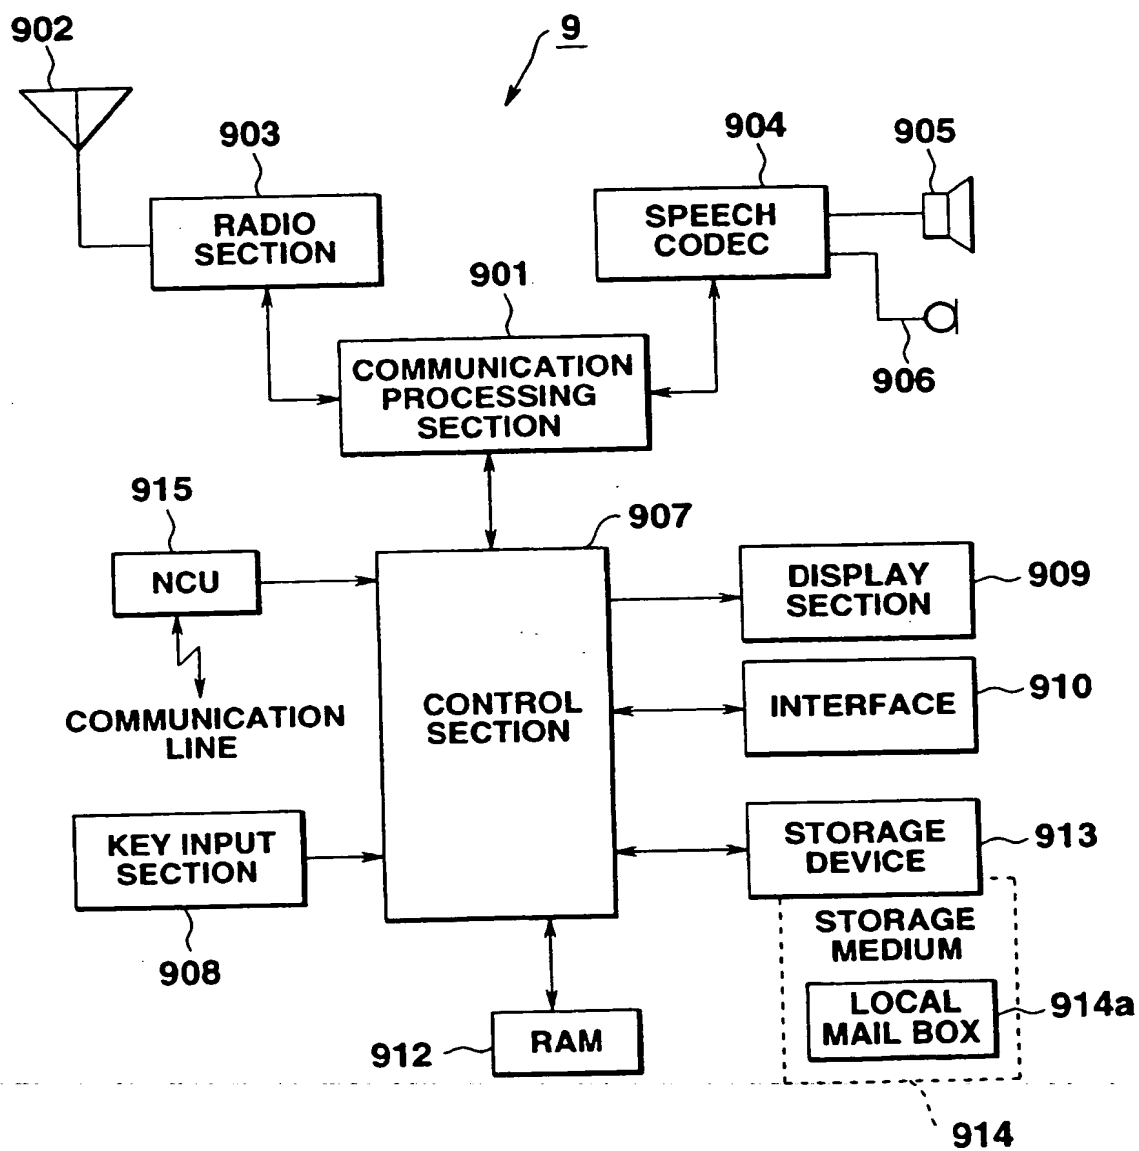 9
902
903
RADIO
SECTION
904
SPEECH
CODEC
905
906
901
COMMUNICATION
PROCESSING
SECTION
915
NCU
COMMUNICATION
LINE
907
CONTROL
SECTION
DISPLAY
SECTION
909
INTERFACE
910
KEY INPUT
SECTION
908
STORAGE
DEVICE
913
STORAGE
MEDIUM
LOCAL
MAIL BOX
914a
914
RAM
912